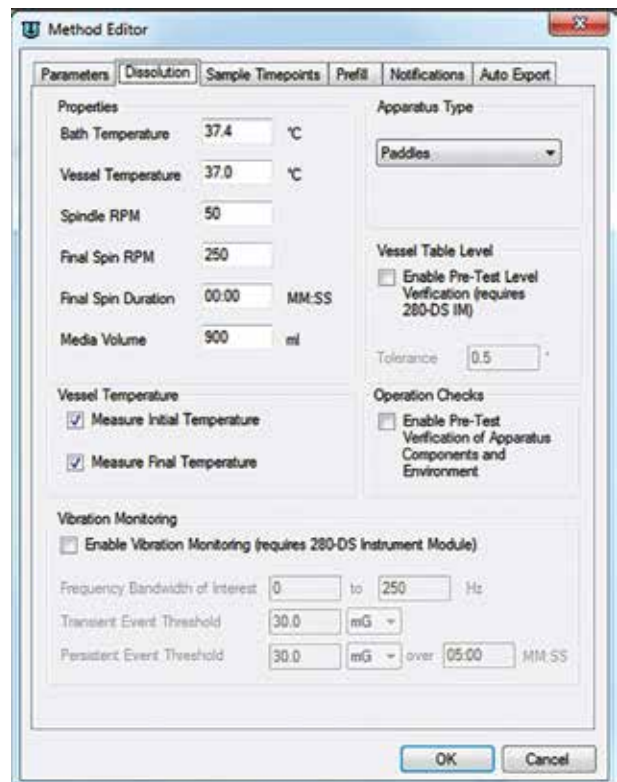 Method Editor
Parameters Dissolution Sample Timepoints Prefill Notifications Auto Export
Properties
Bath Temperature 37.4 °C
Vessel Temperature 37.0 °C
Spindle RPM 50
Final Spin RPM 250
Final Spin Duration 00:00 MM:SS
Media Volume 900 ml
Apparatus Type
Paddles
Vessel Table Level
Enable Pre-Test Level
Verification (requires
280-DS IM)
Tolerance 0.5 °
Vessel Temperature
Measure Initial Temperature
Measure Final Temperature
Operation Checks
Enable Pre-Test
Verification of Apparatus
Components and
Environment
Vibration Monitoring
Enable Vibration Monitoring (requires 280-DS Instrument Module)
Frequency Bandwidth of Interest 0 to 250 Hz
Transient Event Threshold 30.0 mG
Persistent Event Threshold 30.0 mG over 05:00 MM:SS
OK Cancel